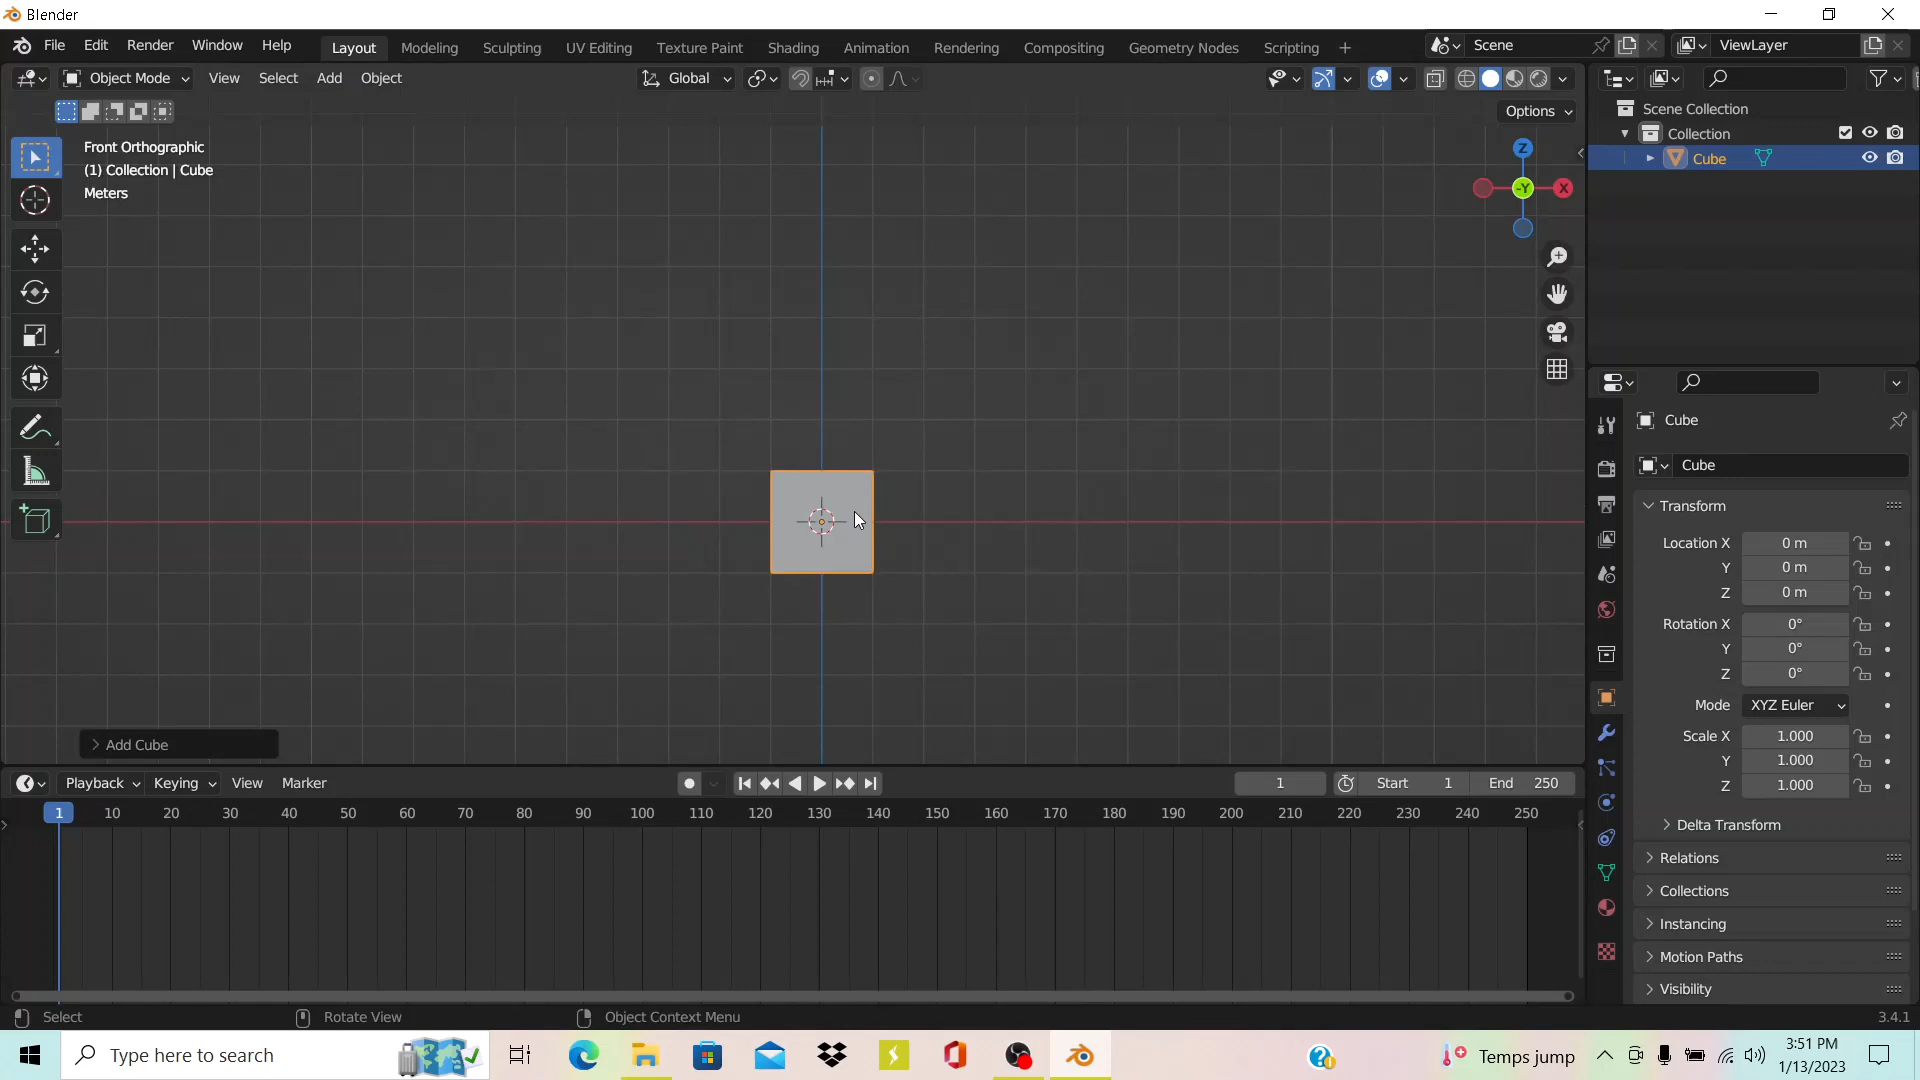 Blender
File Edit Render Window Help
Layout Modeling Sculpting UV Editing Texture Paint Shading Animation Rendering Compositing Geometry Nodes Scripting +
Scene
ViewLayer
Object Mode View Select Add Object
Global
Options
Front Orthographic
(1) Collection | Cube
Meters
Z
-Y
X
Scene Collection
Collection
Cube
Cube
Cube
Transform
Location X 0 m
Y 0 m
Z 0 m
Rotation X 0°
Y 0°
Z 0°
Mode XYZ Euler
Scale X 1.000
Y 1.000
Z 1.000
Delta Transform
Relations
Collections
Instancing
Motion Paths
Visibility
Add Cube
Playback Keying View Marker
1 Start 1 End 250
1 10 20 30 40 50 60 70 80 90 100 110 120 130 140 150 160 170 180 190 200 210 220 230 240 250
Select Rotate View Object Context Menu
3.4.1
Type here to search
Temps jump
3:51 PM
1/13/2023